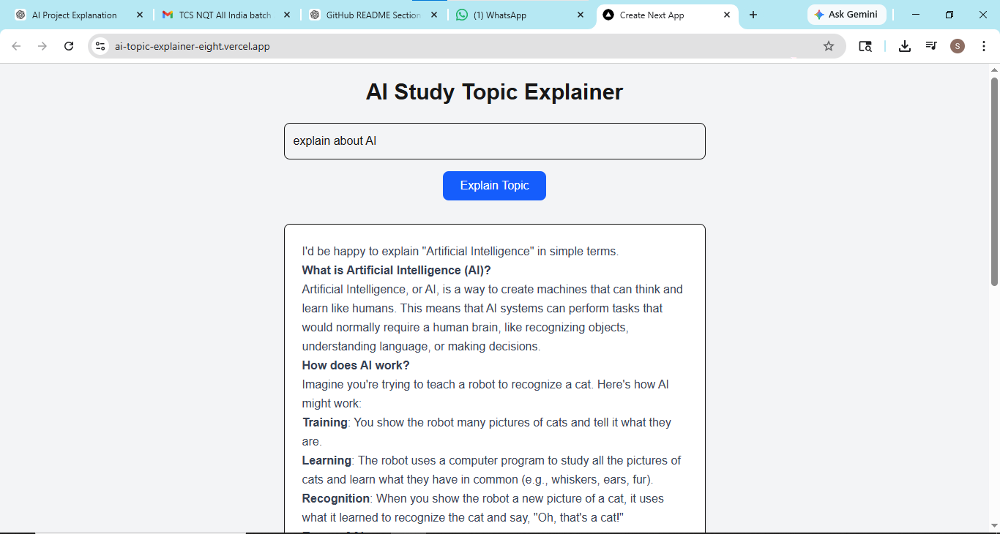 AI Project Explanation
TCS NQT All India batch
GitHub README Section
(1) WhatsApp
Create Next App
Ask Gemini
ai-topic-explainer-eight.vercel.app
S
AI Study Topic Explainer
explain about AI
Explain Topic
I'd be happy to explain "Artificial Intelligence" in simple terms.
What is Artificial Intelligence (AI)?
Artificial Intelligence, or AI, is a way to create machines that can think and
learn like humans. This means that AI systems can perform tasks that
would normally require a human brain, like recognizing objects,
understanding language, or making decisions.
How does AI work?
Imagine you're trying to teach a robot to recognize a cat. Here's how AI
might work:
Training: You show the robot many pictures of cats and tell it what they
are.
Learning: The robot uses a computer program to study all the pictures of
cats and learn what they have in common (e.g., whiskers, ears, fur).
Recognition: When you show the robot a new picture of a cat, it uses
what it learned to recognize the cat and say, "Oh, that's a cat!"